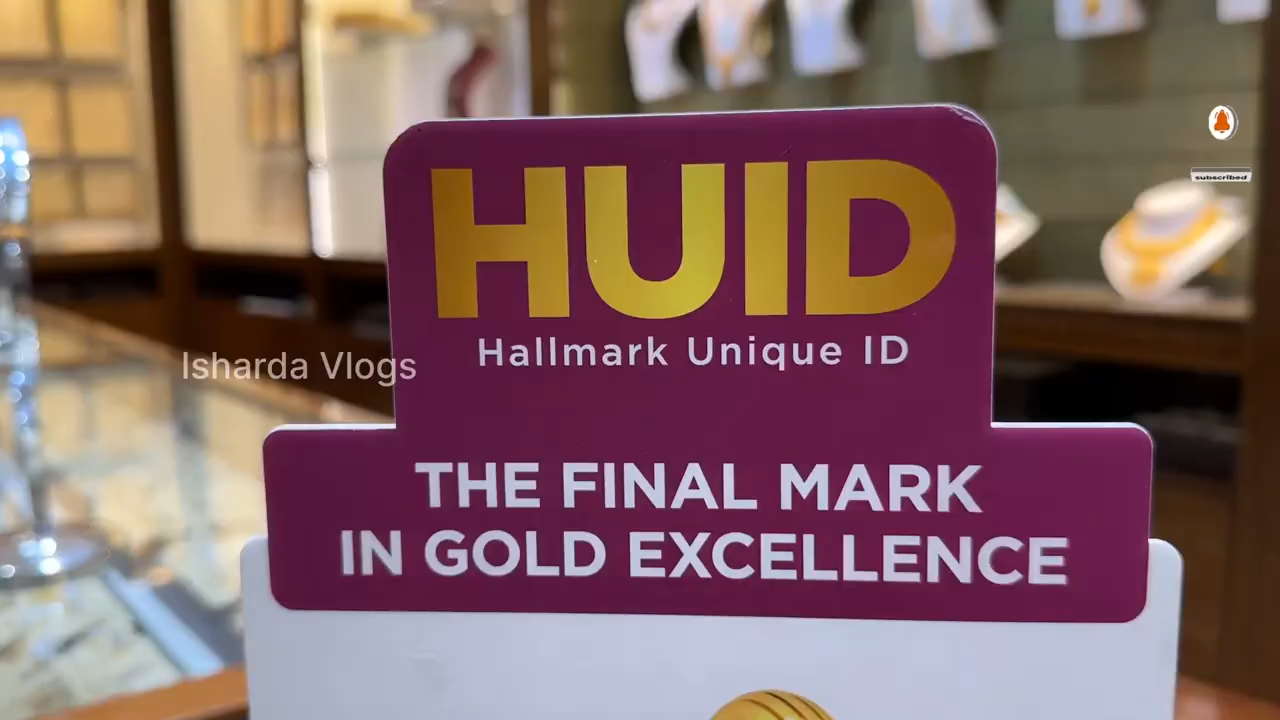 HUID
Hallmark Unique ID
Isharda Vlogs
THE FINAL MARK
IN GOLD EXCELLENCE
subscribed